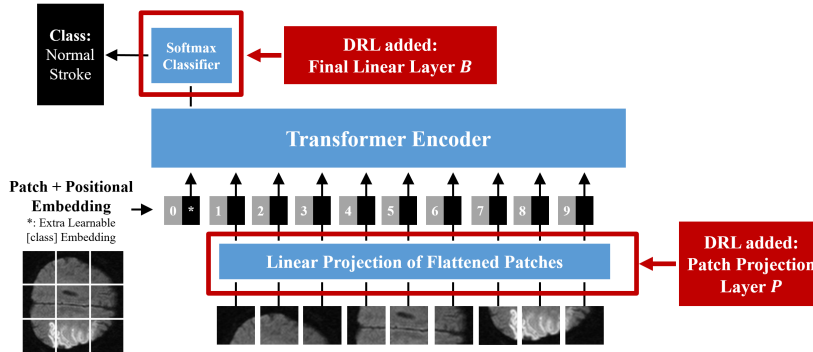 Class:
Normal
Stroke
Softmax
Classifier
DRL added:
Final Linear Layer B
Transformer Encoder
Patch + Positional
Embedding
*: Extra Learnable
[class] Embedding
0 * 1 2 3 4 5 6 7 8 9
Linear Projection of Flattened Patches
DRL added:
Patch Projection
Layer P